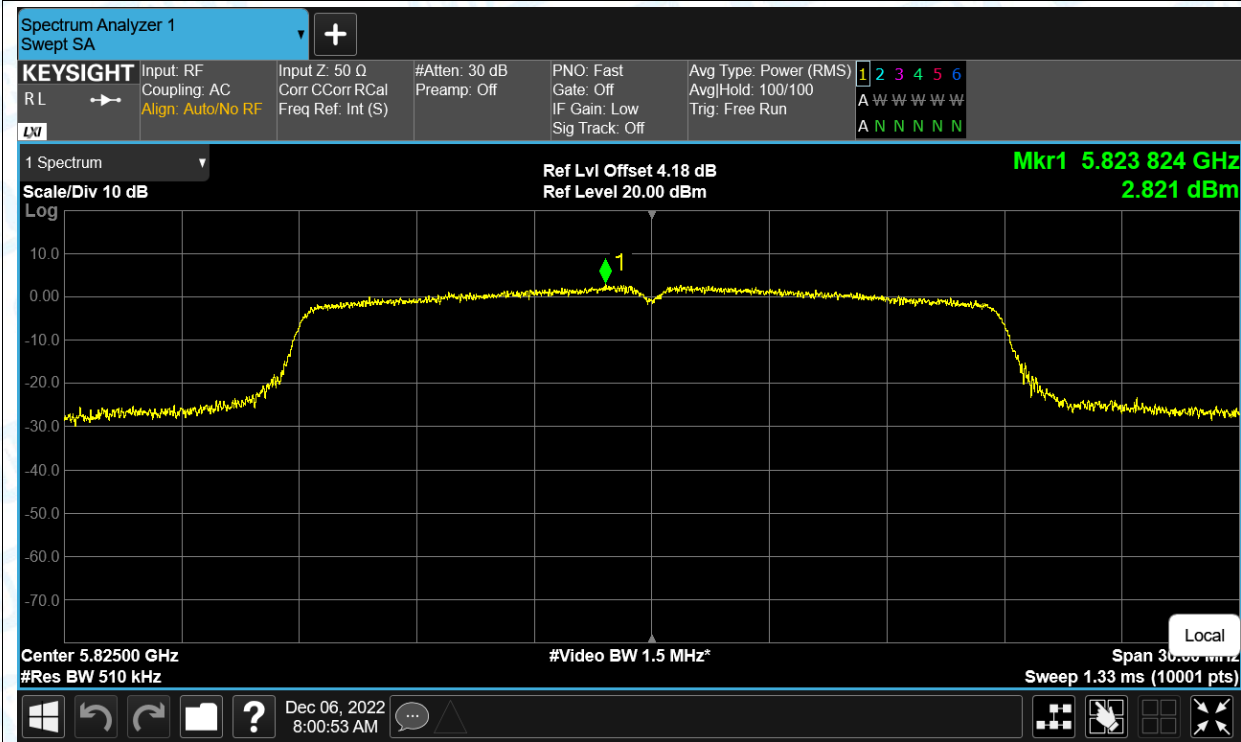 Spectrum Analyzer 1
Swept SA
KEYSIGHT
R L
LXI
Input: RF
Coupling: AC
Align: Auto/No RF
Input Z: 50 Ω
Corr CCorr RCal
Freq Ref: Int (S)
#Atten: 30 dB
Preamp: Off
PNO: Fast
Gate: Off
IF Gain: Low
Sig Track: Off
Avg Type: Power (RMS)
Avg|Hold: 100/100
Trig: Free Run
1 2 3 4 5 6
A W W W W W
A N N N N N
1 Spectrum
Scale/Div 10 dB
Log
Ref Lvl Offset 4.18 dB
Ref Level 20.00 dBm
Mkr1 5.823 824 GHz
2.821 dBm
1
10.0
0.00
-10.0
-20.0
-30.0
-40.0
-50.0
-60.0
-70.0
Local
Center 5.82500 GHz
#Video BW 1.5 MHz*
Span 30.00 MHz
#Res BW 510 kHz
Sweep 1.33 ms (10001 pts)
?
Dec 06, 2022
8:00:53 AM